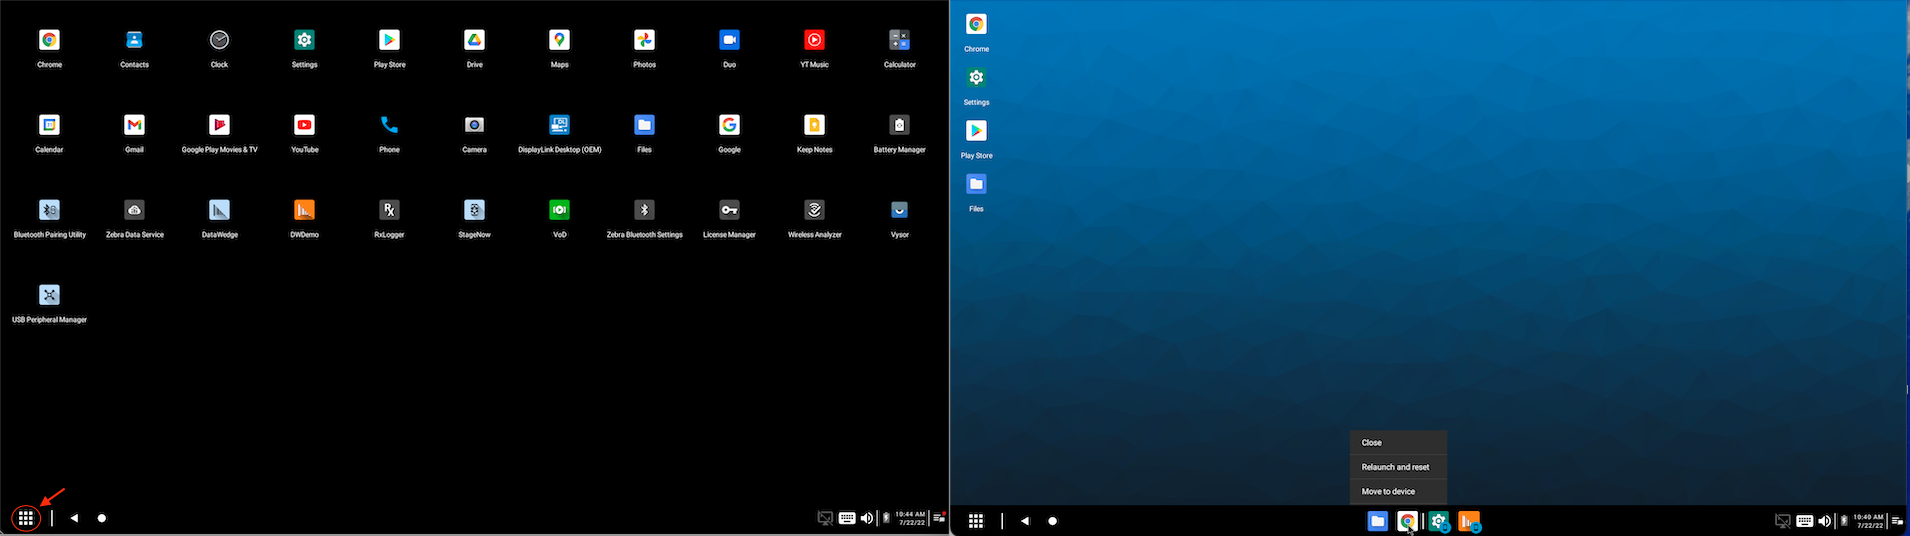 Chrome
Contacts
Clock
Settings
Play Store
Drive
Maps
Photos
Duo
YT Music
Calculator
Calendar
Gmail
Google Play Movies & TV
YouTube
Phone
Camera
DisplayLink Desktop (OEM)
Files
Google
Keep Notes
Battery Manager
Bluetooth Pairing Utility
Zebra Data Service
DataWedge
DWDemo
RxLogger
StageNow
VoD
Zebra Bluetooth Settings
License Manager
Wireless Analyzer
Vysor
USB Peripheral Manager
10:44 AM
7/22/22
Chrome
Settings
Play Store
Files
Close
Relaunch and reset
Move to device
10:49 AM
7/22/22